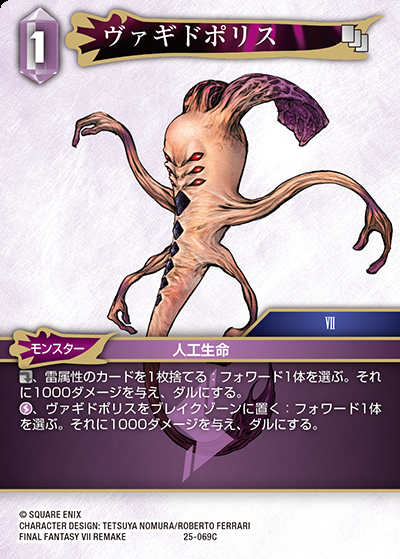 1
ヴァギドポリス
VII
モンスター
人工生命
、雷属性のカードを1枚捨てる：フォワード1体を選ぶ。それ
に1000ダメージを与え、ダルにする。
、ヴァギドポリスをブレイクゾーンに置く：フォワード1体
を選ぶ。それに1000ダメージを与え、ダルにする。
© SQUARE ENIX
CHARACTER DESIGN: TETSUYA NOMURA/ROBERTO FERRARI
FINAL FANTASY VII REMAKE 25-069C